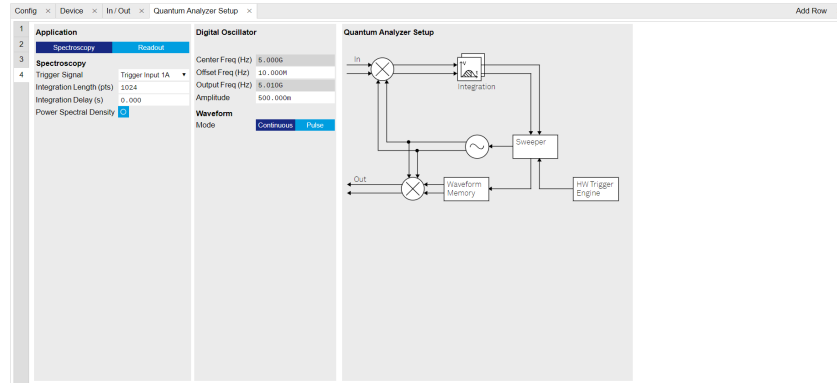 Config × Device × In / Out × Quantum Analyzer Setup × Add Row
1
2
3
4
Application
Spectroscopy Readout
Spectroscopy
Trigger Signal Trigger Input 1A
Integration Length (pts) 1024
Integration Delay (s) 0.000
Power Spectral Density
Digital Oscillator
Center Freq (Hz) 5.000G
Offset Freq (Hz) 10.000M
Output Freq (Hz) 5.010G
Amplitude 500.000m
Waveform
Mode Continuous Pulse
Quantum Analyzer Setup
In
V
Integration
Sweeper
Out
Waveform
Memory
HW Trigger
Engine